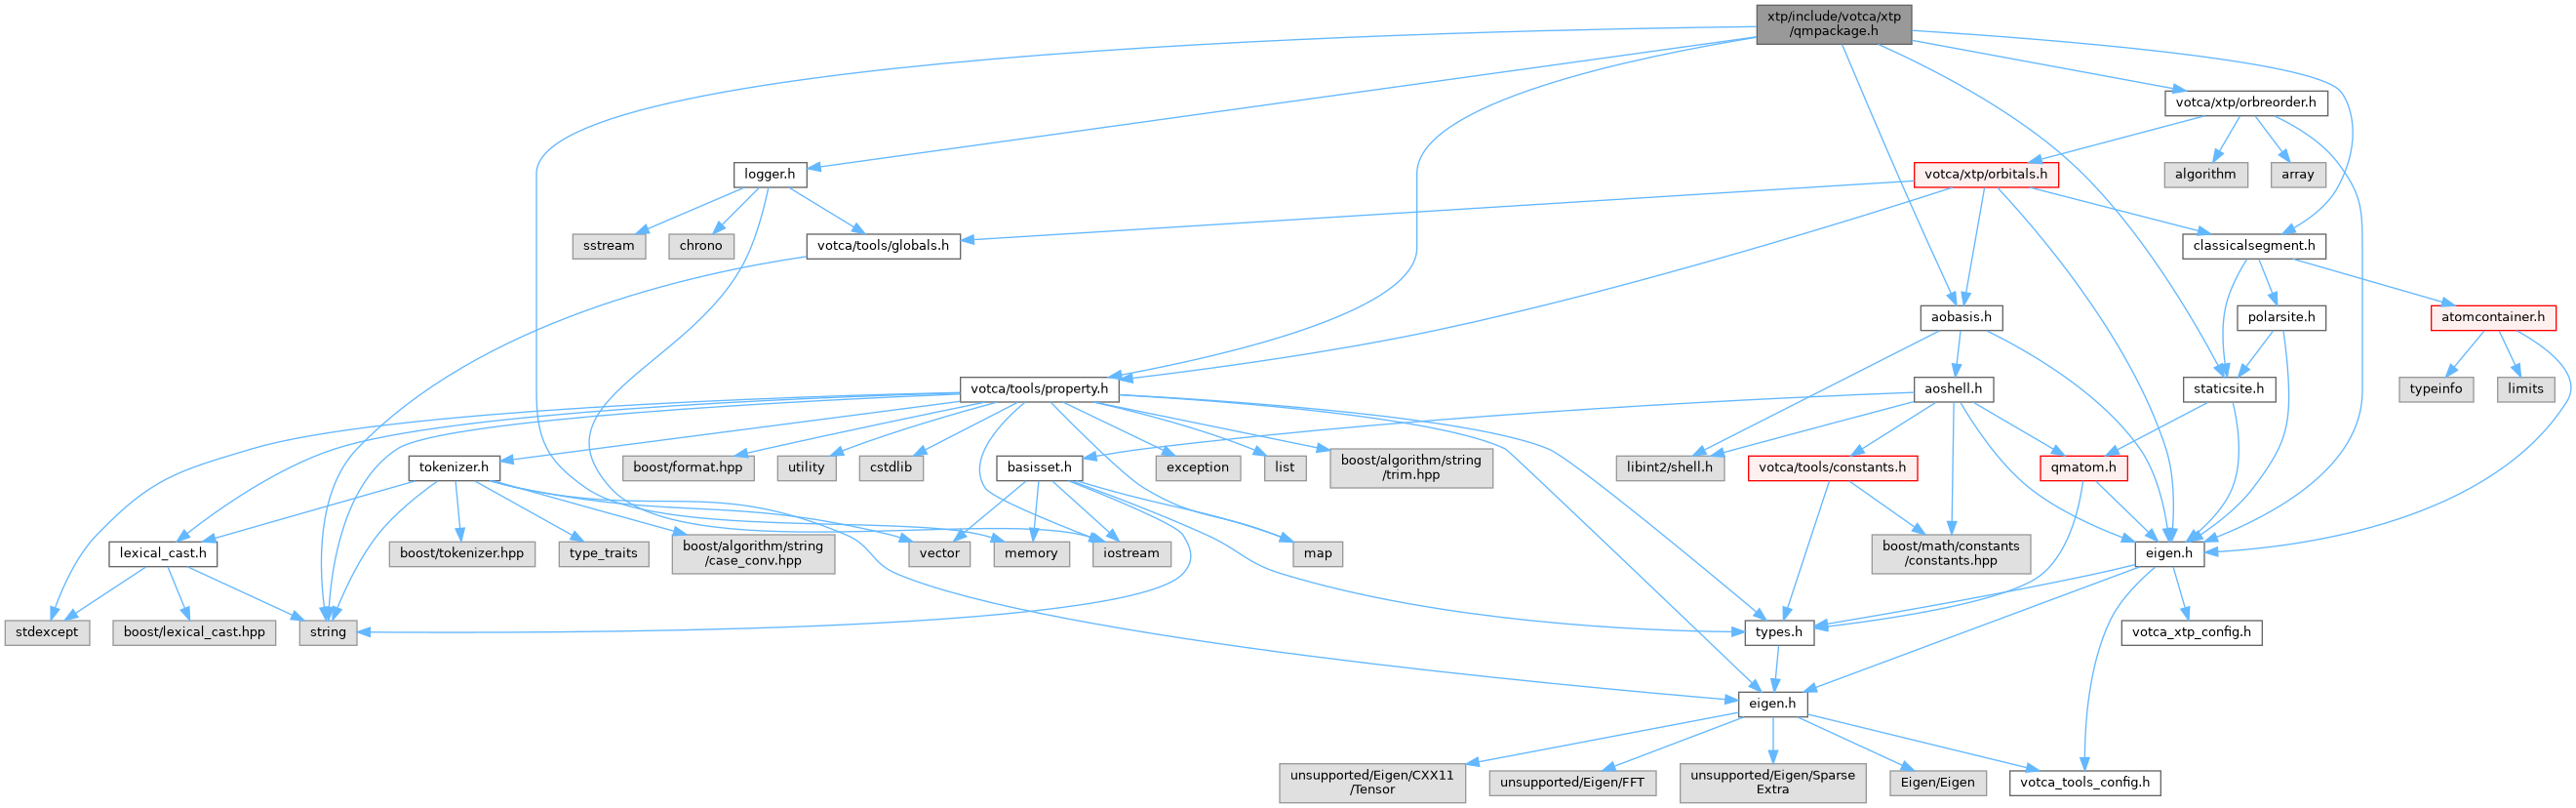 xtp/include/votca/xtp
/qmpackage.h
votca/xtp/orbreorder.h
logger.h
votca/xtp/orbitals.h
algorithm
array
sstream
chrono
votca/tools/globals.h
classicalsegment.h
aobasis.h
polarsite.h
atomcontainer.h
votca/tools/property.h
aoshell.h
staticsite.h
typeinfo
limits
tokenizer.h
boost/format.hpp
utility
cstdlib
basisset.h
exception
list
boost/algorithm/string
/trim.hpp
libint2/shell.h
votca/tools/constants.h
qmatom.h
lexical_cast.h
boost/tokenizer.hpp
type_traits
boost/algorithm/string
/case_conv.hpp
vector
memory
iostream
map
boost/math/constants
/constants.hpp
eigen.h
stdexcept
boost/lexical_cast.hpp
string
types.h
votca_xtp_config.h
eigen.h
unsupported/Eigen/CXX11
/Tensor
unsupported/Eigen/FFT
unsupported/Eigen/Sparse
Extra
Eigen/Eigen
votca_tools_config.h